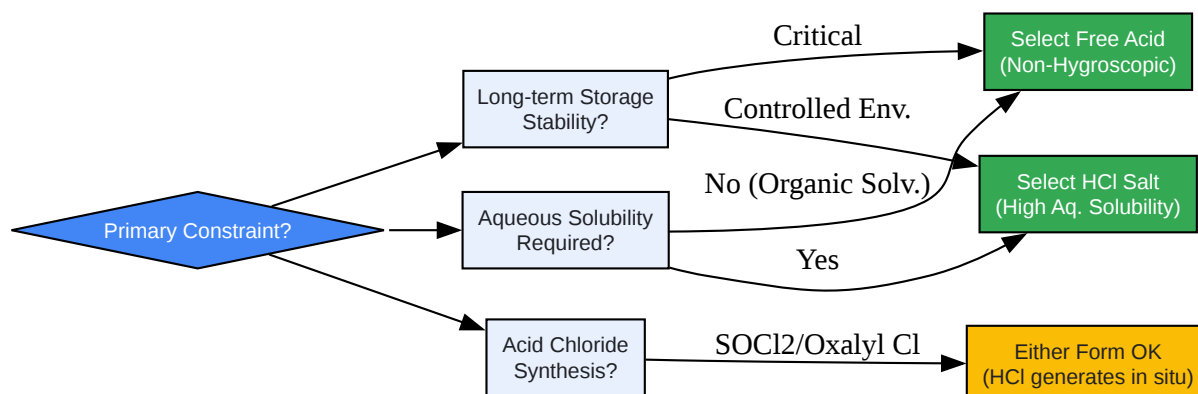 Primary Constraint?
Long-term Storage
Stability?
Aqueous Solubility
Required?
Acid Chloride
Synthesis?
Critical
Controlled Env.
No (Organic Solv.)
Yes
SOCl2/Oxalyl Cl
Select Free Acid
(Non-Hygroscopic)
Select HCl Salt
(High Aq. Solubility)
Either Form OK
(HCl generates in situ)